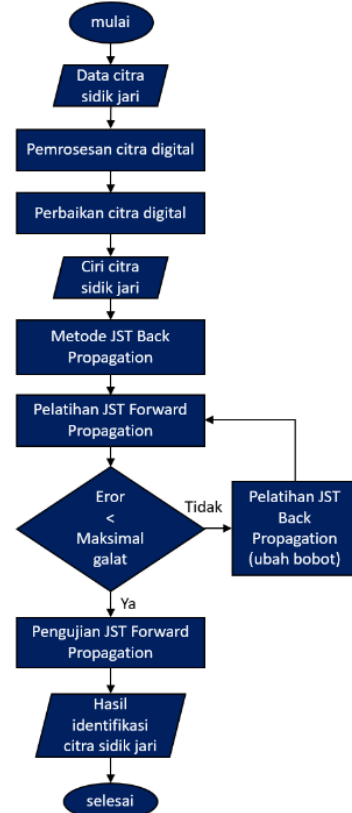 mulai
Data citra
sidik jari
Pemrosesan citra digital
Perbaikan citra digital
Ciri citra
sidik jari
Metode JST Back
Propagation
Pelatihan JST Forward
Propagation
Eror
<
Maksimal
galat
Tidak
Pelatihan JST
Back
Propagation
(ubah bobot)
Ya
Pengujian JST Forward
Propagation
Hasil
identifikasi
citra sidik jari
selesai